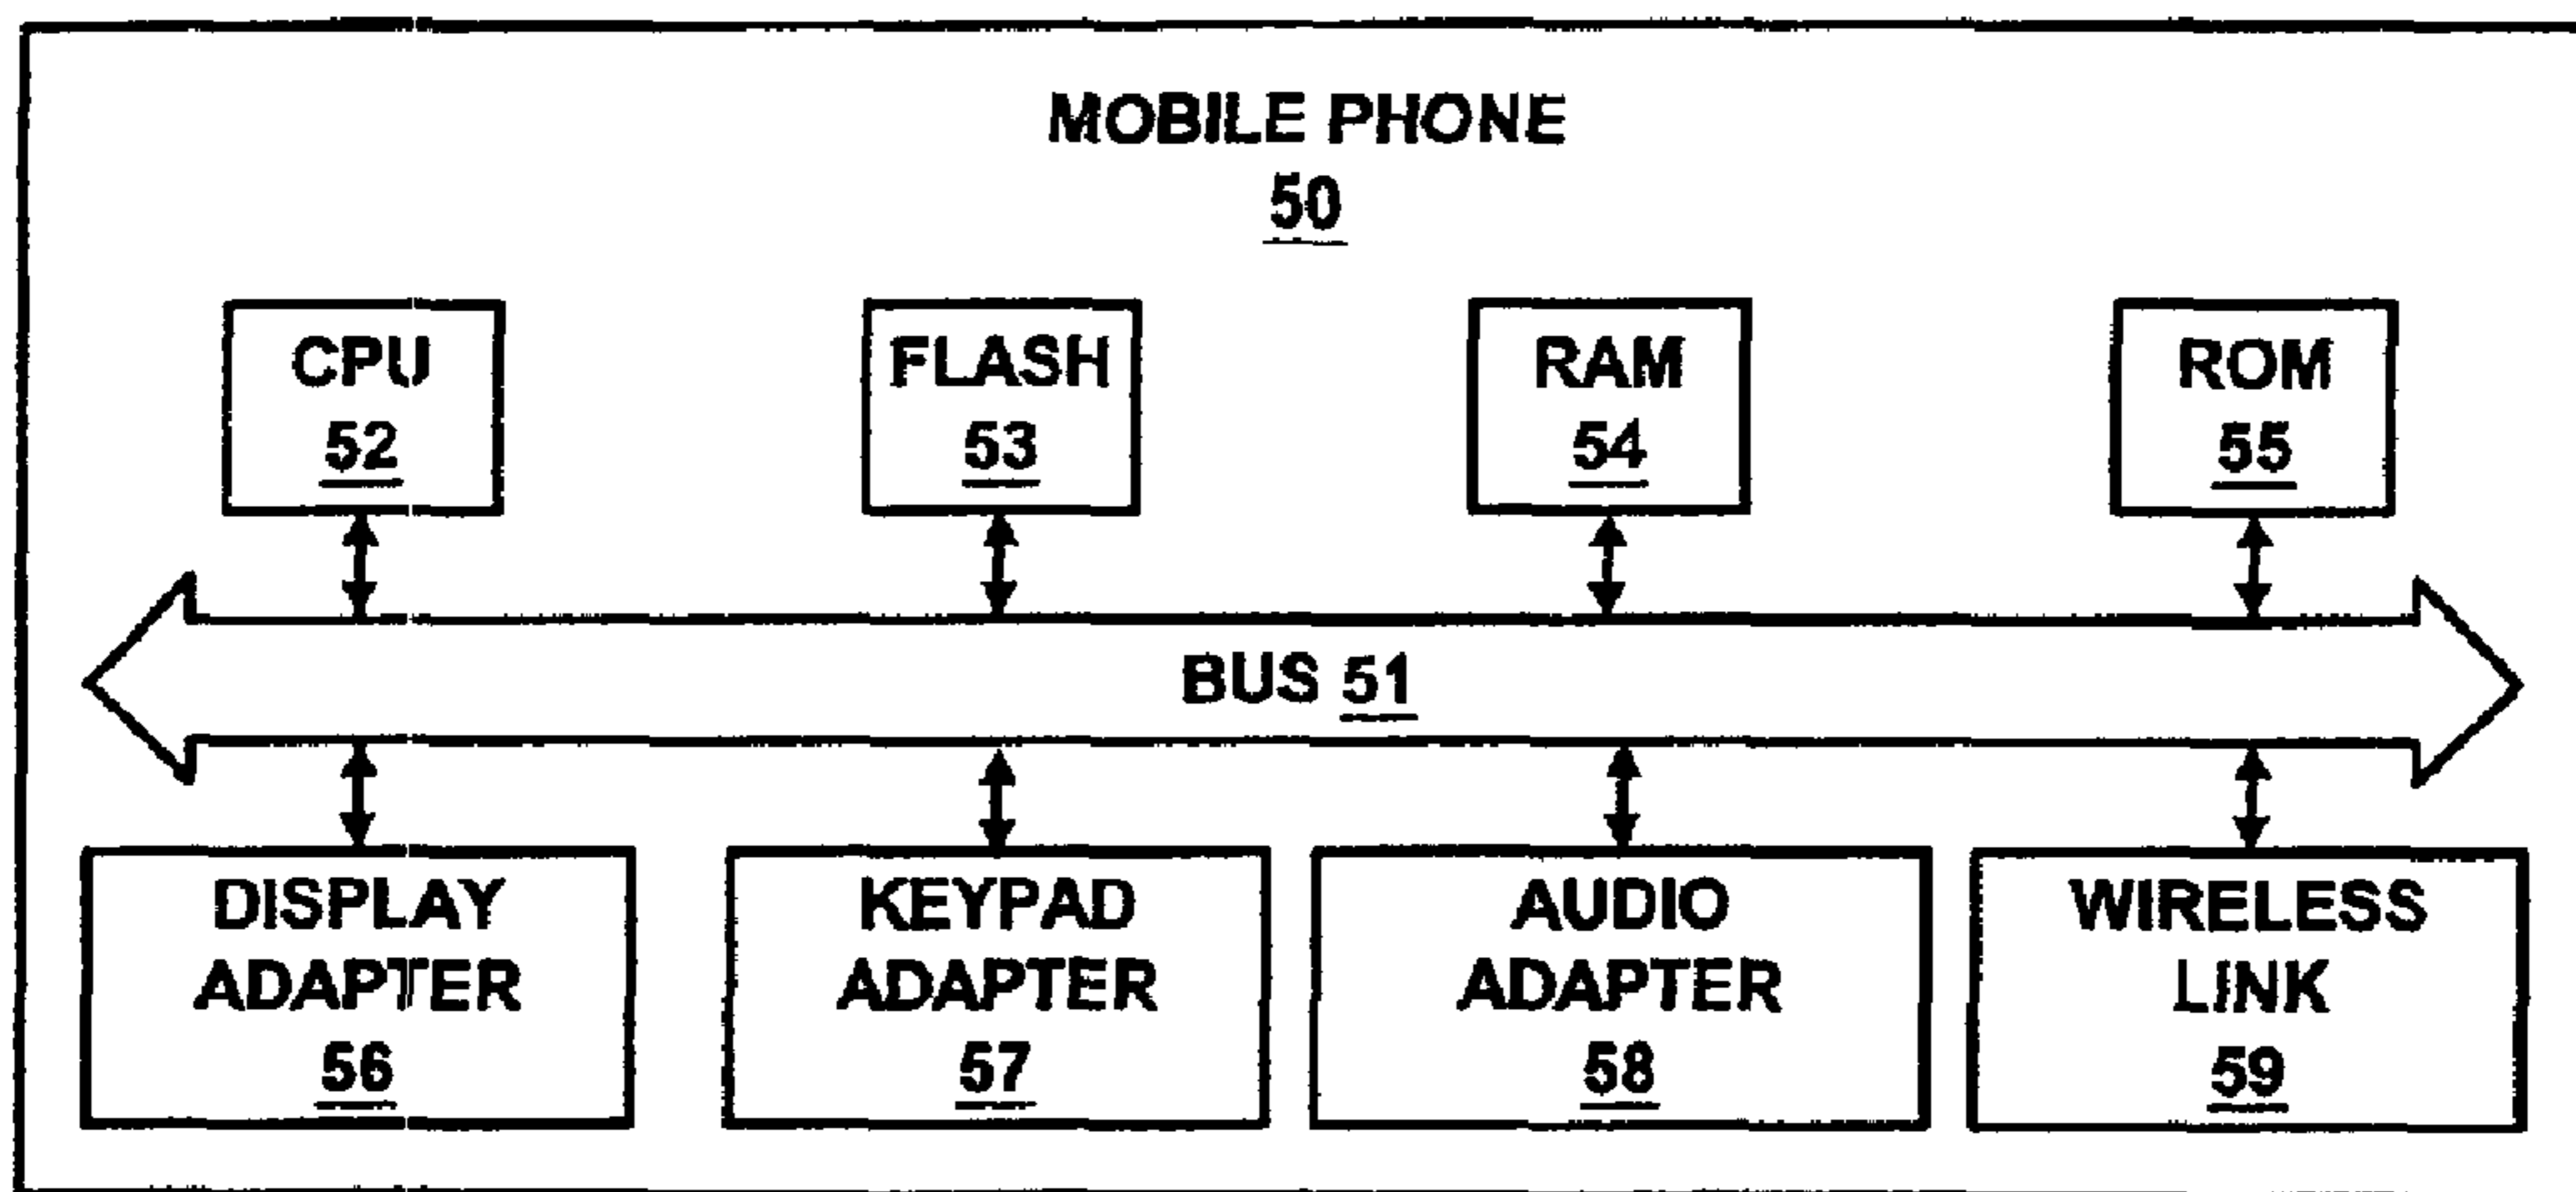 MOBILE PHONE
50
CPU
52
FLASH
53
RAM
54
ROM
55
BUS 51
DISPLAY
ADAPTER
56
KEYPAD
ADAPTER
57
AUDIO
ADAPTER
58
WIRELESS
LINK
59